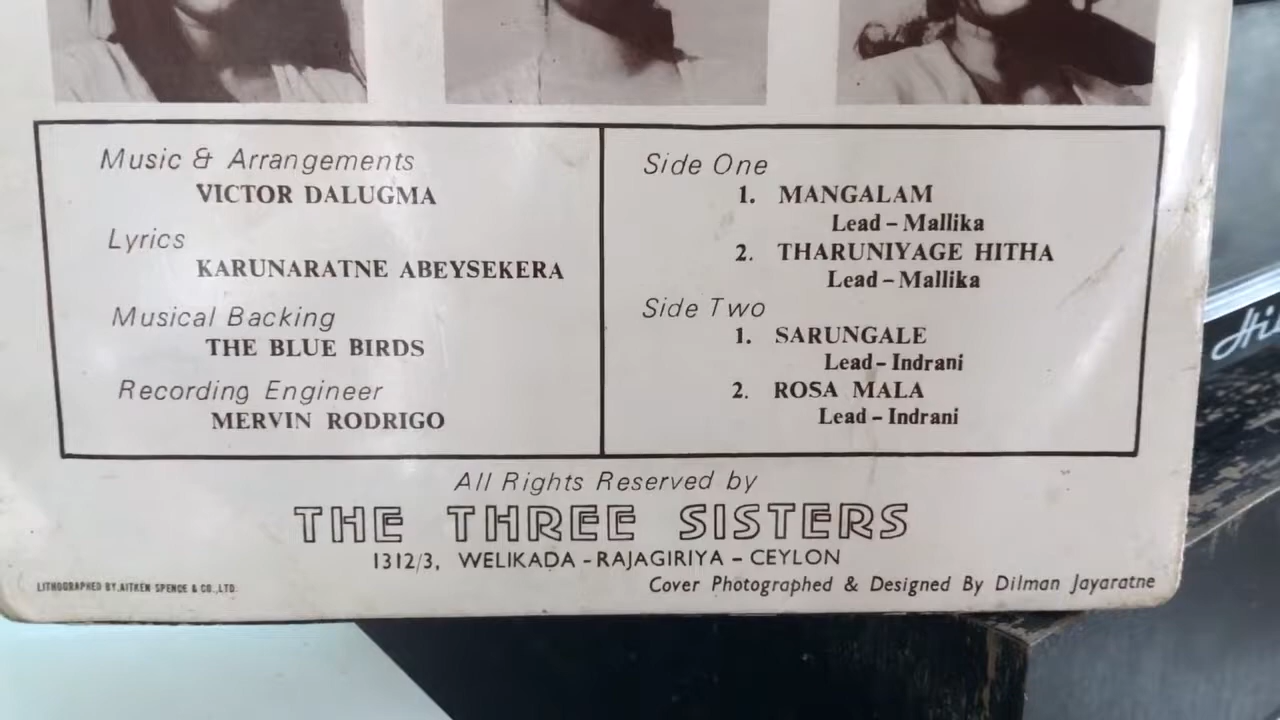 Music & Arrangements
VICTOR DALUGMA
Lyrics
KARUNARATNE ABEYSEKERA
Musical Backing
THE BLUE BIRDS
Recording Engineer
MERVIN RODRIGO
Side One
1. MANGALAM
Lead – Mallika
2. THARUNIYAGE HITHA
Lead – Mallika
Side Two
1. SARUNGALE
Lead – Indrani
2. ROSA MALA
Lead – Indrani
All Rights Reserved by
THE THREE SISTERS
1312/3, WELIKADA – RAJAGIRIYA – CEYLON
LITHOGRAPHED BY AITKEN SPENCE & CO., LTD.
Cover Photographed & Designed By Dilman Jayaratne